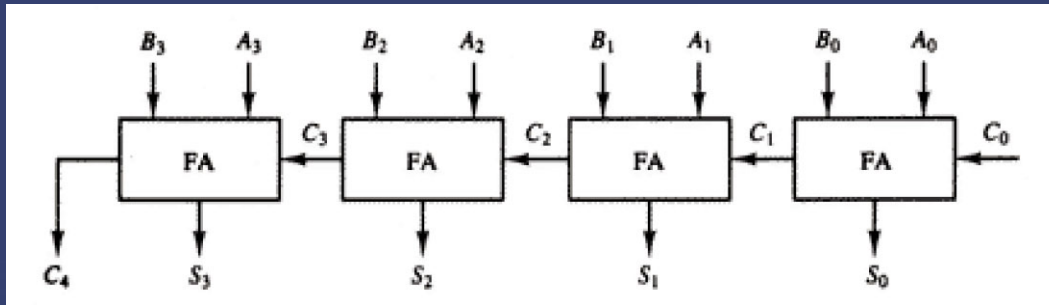 B₃ A₃ B₂ A₂ B₁ A₁ B₀ A₀
C₃ C₂ C₁ C₀
FA FA FA FA
C₄ S₃ S₂ S₁ S₀